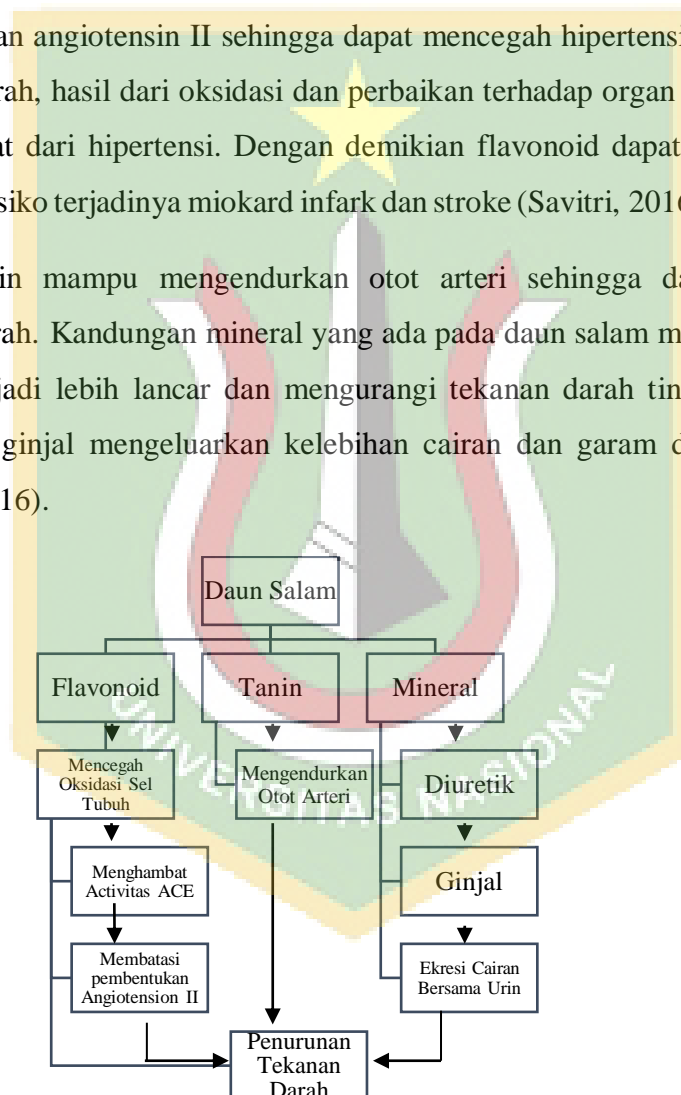 an angiotensin II sehingga dapat mencegah hipertensi
rah, hasil dari oksidasi dan perbaikan terhadap organ
at dari hipertensi. Dengan demikian flavonoid dapat
siko terjadinya miokard infark dan stroke (Savitri, 2016
in mampu mengendurkan otot arteri sehingga da
rah. Kandungan mineral yang ada pada daun salam m
jadi lebih lancar dan mengurangi tekanan darah tin
ginjal mengeluarkan kelebihan cairan dan garam d
16).
Daun Salam
Flavonoid
Tanin
Mineral
Mencegah
Oksidasi Sel
Tubuh
Mengendurkan
Otot Arteri
Diuretik
Menghambat
Activitas ACE
Ginjal
Membatasi
pembentukan
Angiotension II
Ekresi Cairan
Bersama Urin
Penurunan
Tekanan
Darah
UNIVERSITAS NASIONAL